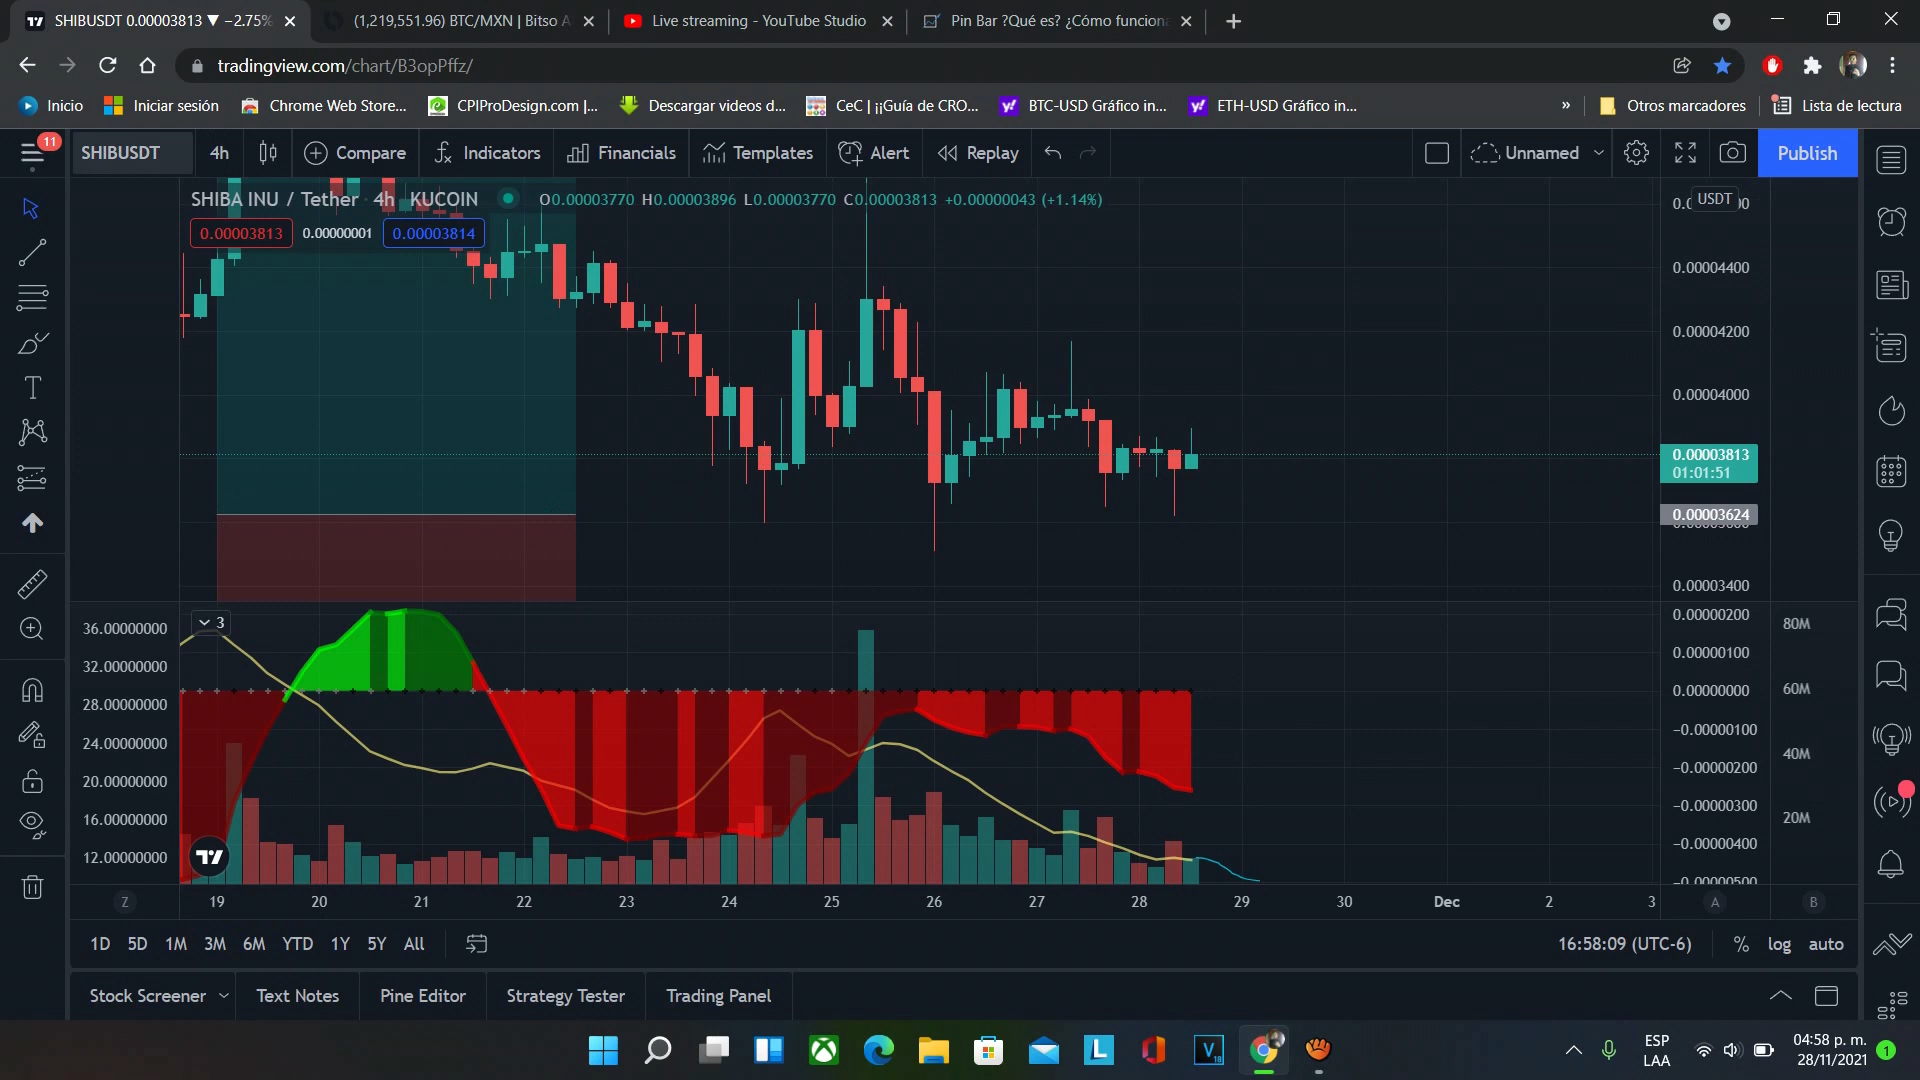 SHIBUSDT 0.00003813 ▼ −2.75%
(1,219,551.96) BTC/MXN | Bitso A
Live streaming - YouTube Studio
Pin Bar ?Qué es? ¿Cómo funciona
tradingview.com/chart/B3opPffz/
Inicio
Iniciar sesión
Chrome Web Store...
CPIProDesign.com |...
Descargar videos d...
CeC | ¡¡Guía de CRO...
BTC-USD Gráfico in...
ETH-USD Gráfico in...
»
Otros marcadores
Lista de lectura
11
SHIBUSDT
4h
Compare
Indicators
Financials
Templates
Alert
Replay
Unnamed
Publish
SHIBA INU / Tether 4h KUCOIN
O0.00003770 H0.00003896 L0.00003770 C0.00003813 +0.00000043 (+1.14%)
USDT
0.00003813
0.00000001
0.00003814
0.00004400
0.00004200
0.00004000
0.00003813
01:01:51
0.00003624
0.00003400
3
36.00000000
32.00000000
28.00000000
24.00000000
20.00000000
16.00000000
12.00000000
0.00000200
0.00000100
0.00000000
−0.00000100
−0.00000200
−0.00000300
−0.00000400
−0.00000500
80M
60M
40M
20M
Z
19
20
21
22
23
24
25
26
27
28
29
30
Dec
2
3
A
B
1D
5D
1M
3M
6M
YTD
1Y
5Y
All
16:58:09 (UTC-6)
%
log
auto
Stock Screener
Text Notes
Pine Editor
Strategy Tester
Trading Panel
ESP
LAA
04:58 p. m.
28/11/2021
1